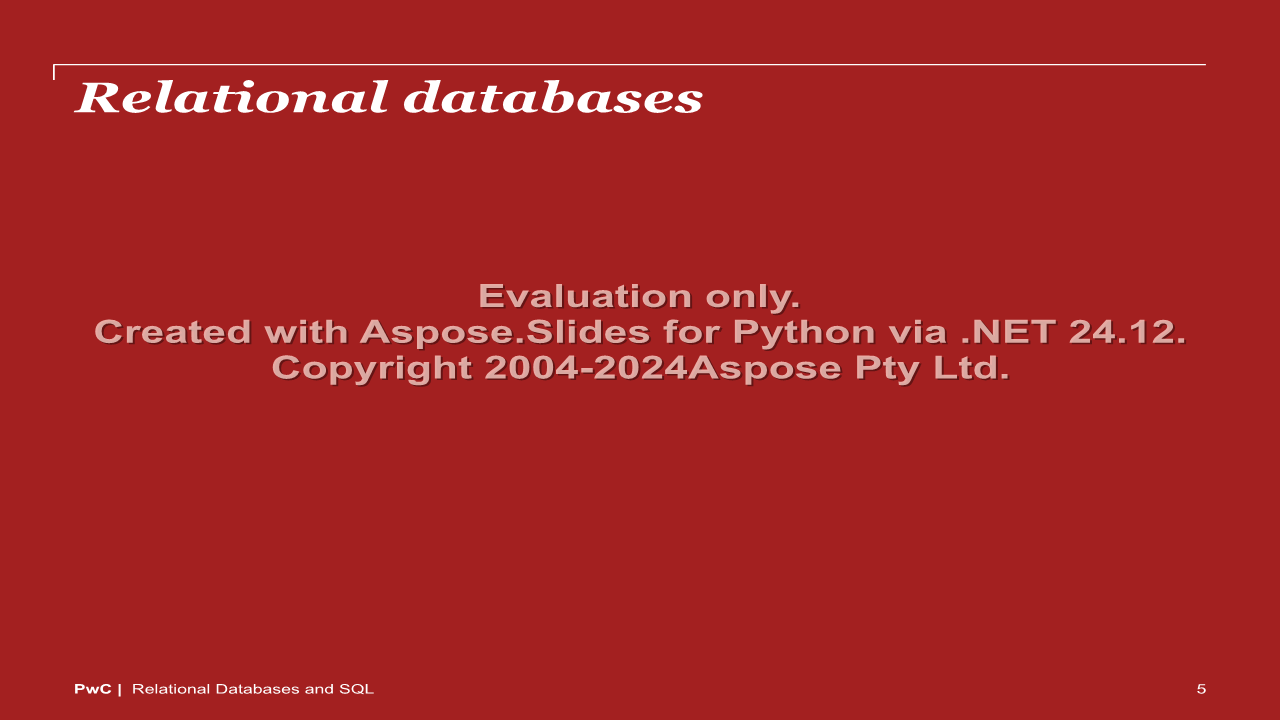 Relational databases
Evaluation only.
Created with Aspose.Slides for Python via .NET 24.12.
Copyright 2004-2024Aspose Pty Ltd.
PwC | Relational Databases and SQL
5